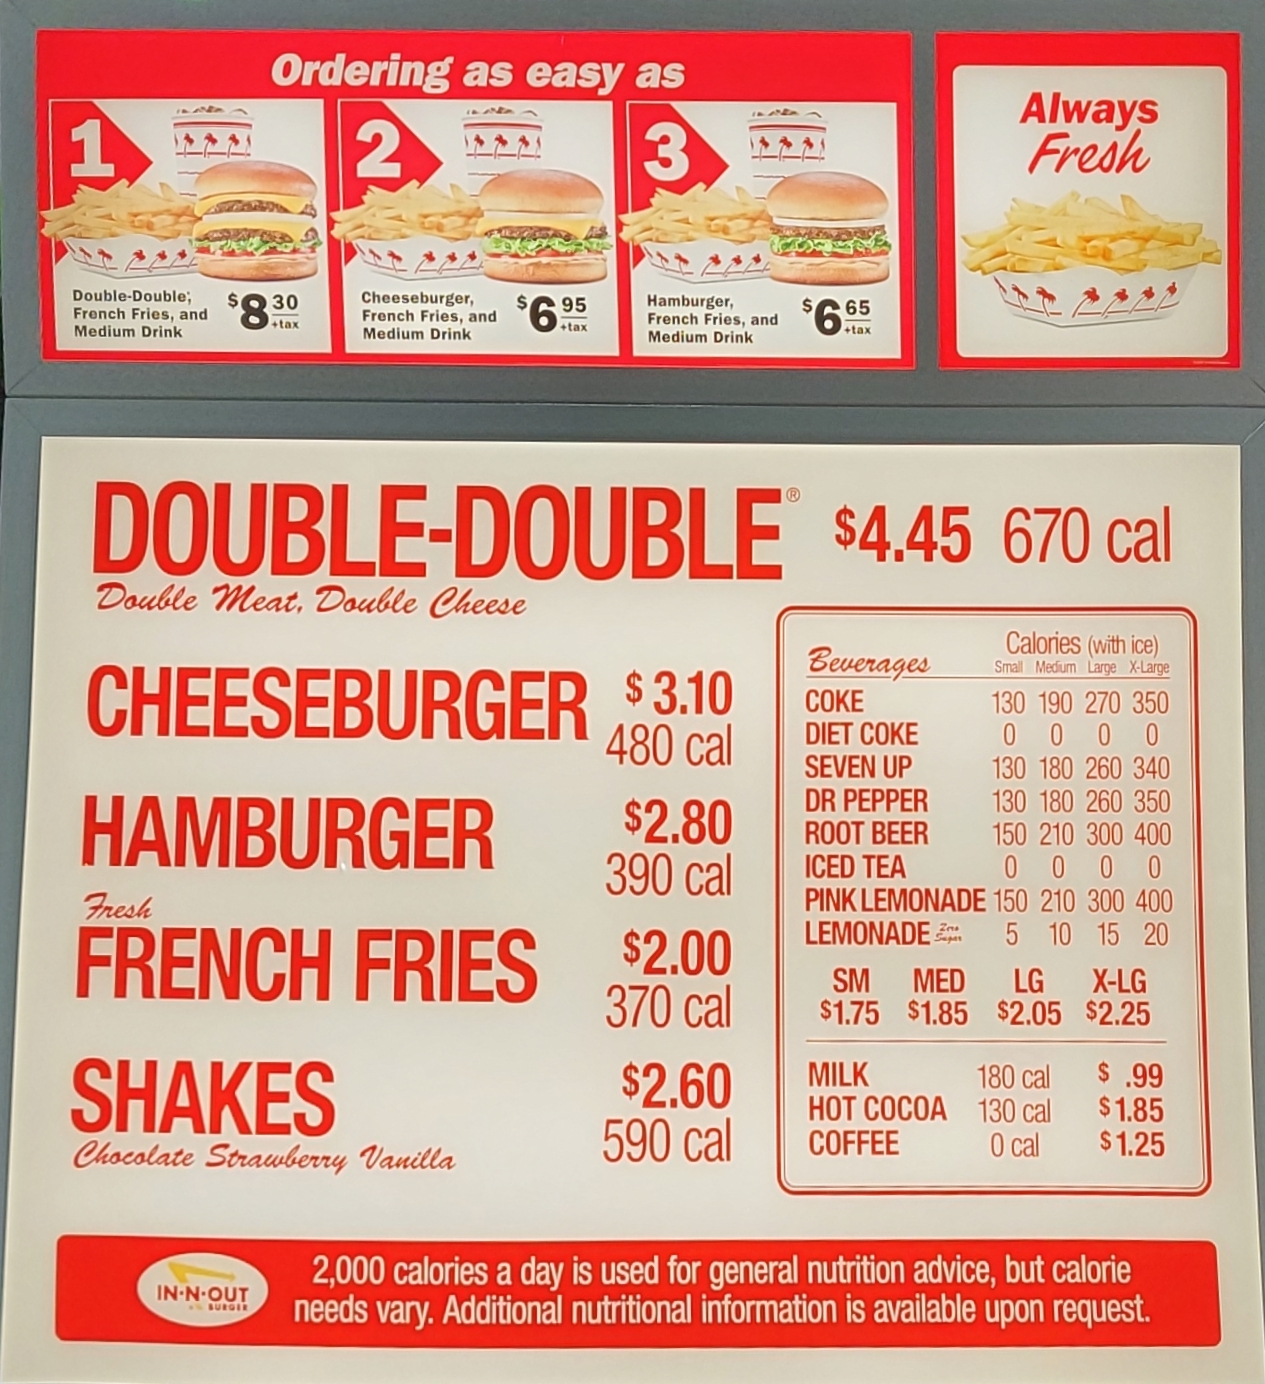 Ordering as easy as
1
Double-Double,
French Fries, and
Medium Drink
$8 30
+tax
2
Cheeseburger,
French Fries, and
Medium Drink
$6 95
+tax
3
Hamburger,
French Fries, and
Medium Drink
$6 65
+tax
Always
Fresh
DOUBLE-DOUBLE® $4.45 670 cal
Double Meat, Double Cheese
CHEESEBURGER $3.10
480 cal
HAMBURGER $2.80
390 cal
Fresh
FRENCH FRIES $2.00
370 cal
SHAKES $2.60
590 cal
Chocolate Strawberry Vanilla
Calories (with ice)
Beverages Small Medium Large X-Large
COKE 130 190 270 350
DIET COKE 0 0 0 0
SEVEN UP 130 180 260 340
DR PEPPER 130 180 260 350
ROOT BEER 150 210 300 400
ICED TEA 0 0 0 0
PINK LEMONADE 150 210 300 400
LEMONADE Zero Sugar 5 10 15 20
SM MED LG X-LG
$1.75 $1.85 $2.05 $2.25
MILK 180 cal $ .99
HOT COCOA 130 cal $1.85
COFFEE 0 cal $1.25
IN-N-OUT
BURGER
2,000 calories a day is used for general nutrition advice, but calorie
needs vary. Additional nutritional information is available upon request.